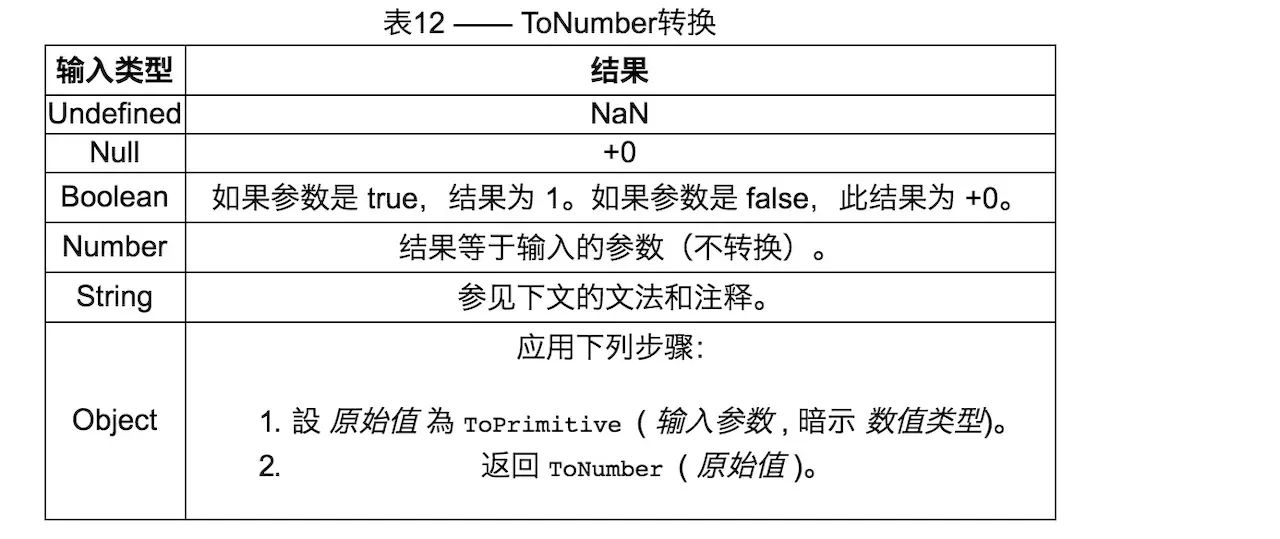 表12 —— ToNumber转换
输入类型 结果
Undefined NaN
Null +0
Boolean 如果参数是 true，结果为 1。如果参数是 false，此结果为 +0。
Number 结果等于输入的参数（不转换）。
String 参见下文的文法和注释。
应用下列步骤：
Object
1. 設 原始值 為 ToPrimitive ( 输入参数 , 暗示 数值类型)。
2. 返回 ToNumber ( 原始值 )。